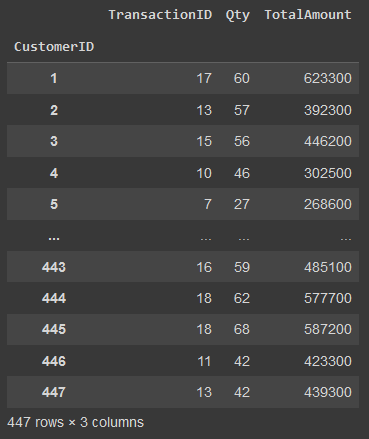 TransactionID Qty TotalAmount
CustomerID
1 17 60 623300
2 13 57 392300
3 15 56 446200
4 10 46 302500
5 7 27 268600
... ... ... ...
443 16 59 485100
444 18 62 577700
445 18 68 587200
446 11 42 423300
447 13 42 439300
447 rows × 3 columns